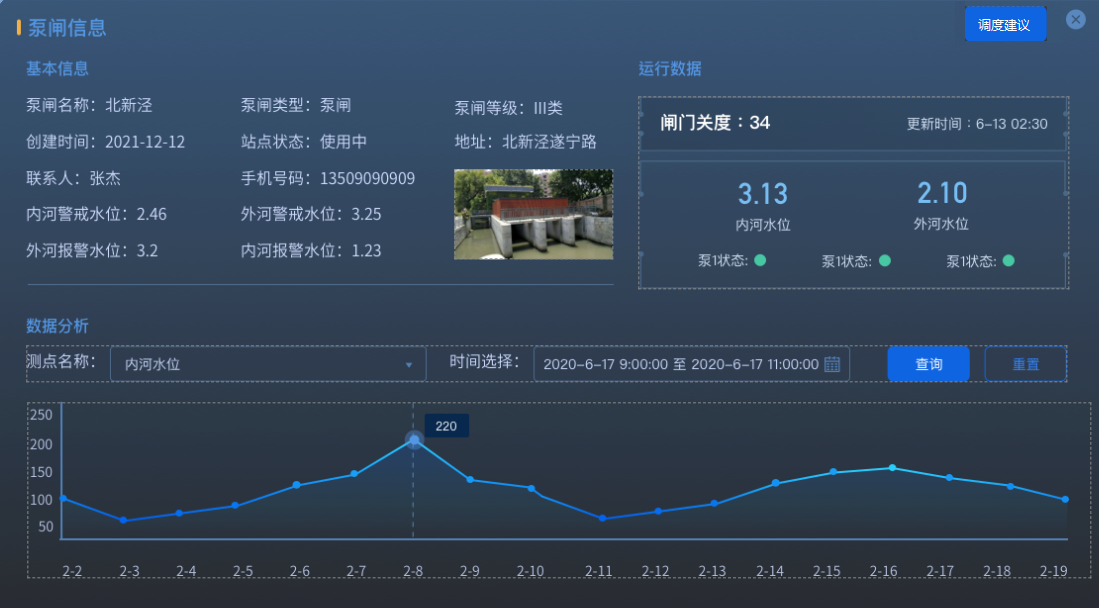 泵闸信息
调度建议
基本信息
泵闸名称：北新泾
泵闸类型：泵闸
泵闸等级：III类
创建时间：2021-12-12
站点状态：使用中
地址：北新泾遂宁路
联系人：张杰
手机号码：13509090909
内河警戒水位：2.46
外河警戒水位：3.25
外河报警水位：3.2
内河报警水位：1.23
运行数据
闸门关度：34
更新时间：6-13 02:30
3.13
内河水位
2.10
外河水位
泵1状态:
泵1状态:
泵1状态:
数据分析
测点名称：
内河水位
时间选择：
2020-6-17 9:00:00 至 2020-6-17 11:00:00
查询
重置
250
200
150
100
50
220
2-2 2-3 2-4 2-5 2-6 2-7 2-8 2-9 2-10 2-11 2-12 2-13 2-14 2-15 2-16 2-17 2-18 2-19